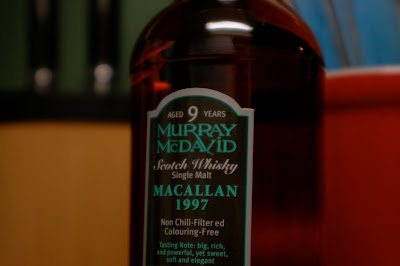 AGED 9 YEARS
MURRAY
McDAVID
Scotch Whisky
Single Malt
MACALLAN
1997
Non Chill-Filtered
Colouring-Free
Tasting Note: big, rich,
and powerful, yet sweet,
soft and elegant